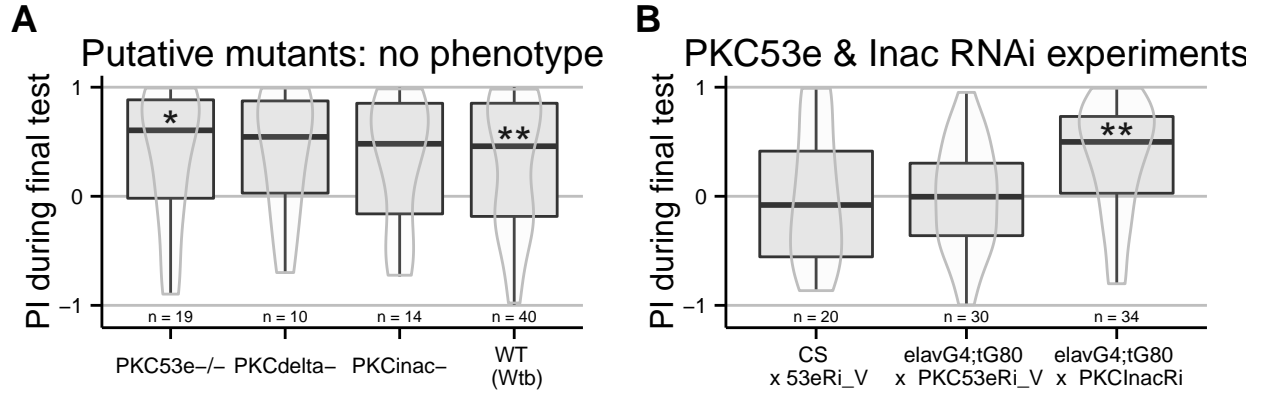 A
Putative mutants: no phenotype
PI during final test
1
0
−1
*
**
n = 19
n = 10
n = 14
n = 40
PKC53e−/−
PKCdelta−
PKCinac−
WT
(Wtb)
B
PKC53e & Inac RNAi experiments
PI during final test
1
0
−1
**
n = 20
n = 30
n = 34
CS
x 53eRi_V
elavG4;tG80
x PKC53eRi_V
elavG4;tG80
x PKCInacRi